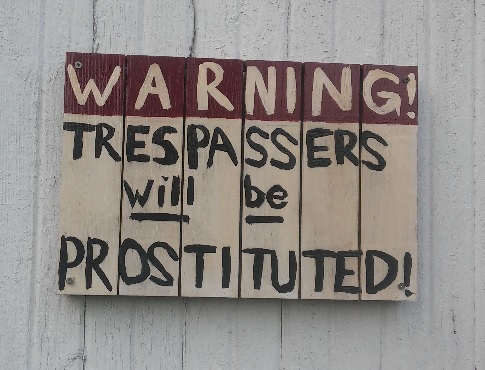 WARNING!
TRESPASSERS
will be
PROSTITUTED!